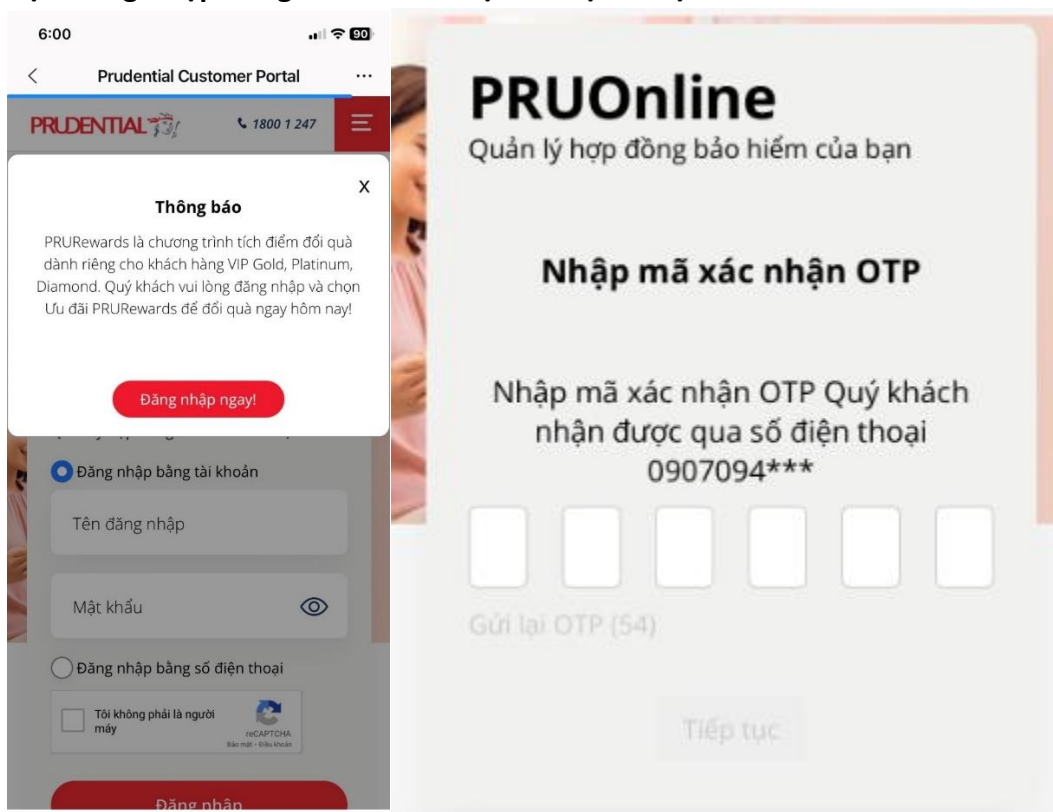 6:00
90
Prudential Customer Portal
PRUDENTIAL
1800 1 247
X
Thông báo
PRURewards là chương trình tích điểm đổi quà
dành riêng cho khách hàng VIP Gold, Platinum,
Diamond. Quý khách vui lòng đăng nhập và chọn
Ưu đãi PRURewards để đổi quà ngay hôm nay!
Đăng nhập ngay!
Đăng nhập bằng tài khoản
Tên đăng nhập
Mật khẩu
Đăng nhập bằng số điện thoại
Tôi không phải là người
máy
reCAPTCHA
Bảo mật - Điều khoản
Đăng nhập
PRUOnline
Quản lý hợp đồng bảo hiểm của bạn
Nhập mã xác nhận OTP
Nhập mã xác nhận OTP Quý khách
nhận được qua số điện thoại
0907094***
Gửi lại OTP (54)
Tiếp tục